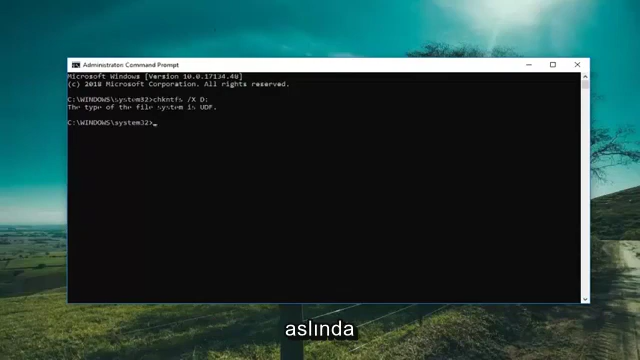 Administrator: Command Prompt
Microsoft Windows [Version 10.0.17134.48]
(c) 2018 Microsoft Corporation. All rights reserved.
C:\WINDOWS\system32>chkntfs /X D:
The type of the file system is UDF.
C:\WINDOWS\system32>_
aslında